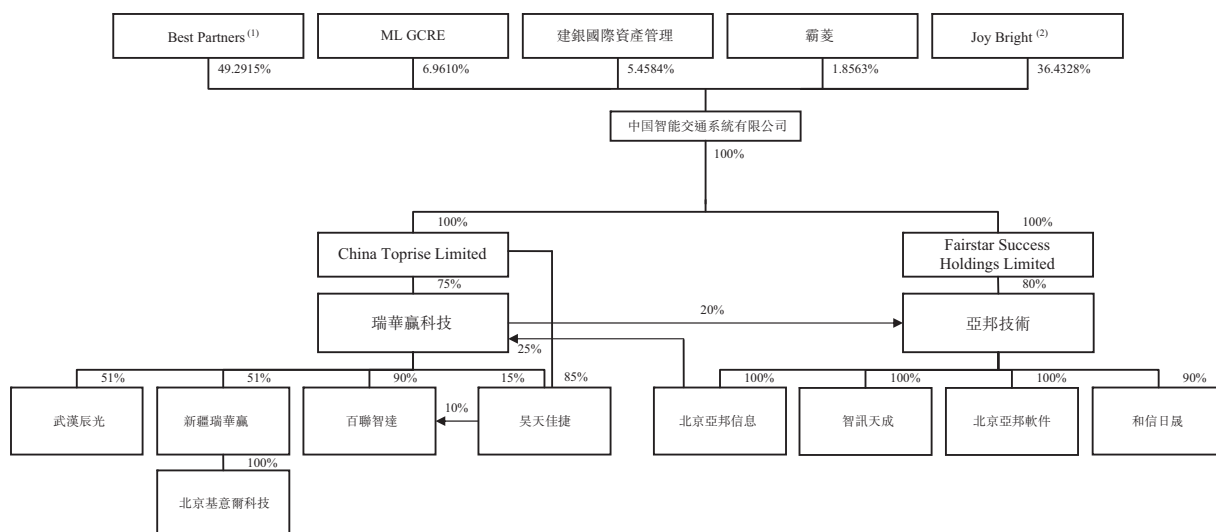 Best Partners (1)
ML GCRE
建銀國際資產管理
霸菱
Joy Bright (2)
49.2915%
6.9610%
5.4584%
1.8563%
36.4328%
中国智能交通系統有限公司
100%
100%
100%
China Toprise Limited
Fairstar Success
Holdings Limited
75%
80%
瑞華贏科技
20%
亞邦技術
25%
51%
51%
90%
15%
85%
100%
100%
100%
90%
武漢辰光
新疆瑞華贏
百聯智達
10%
昊天佳捷
北京亞邦信息
智訊天成
北京亞邦軟件
和信日晟
100%
北京基意爾科技